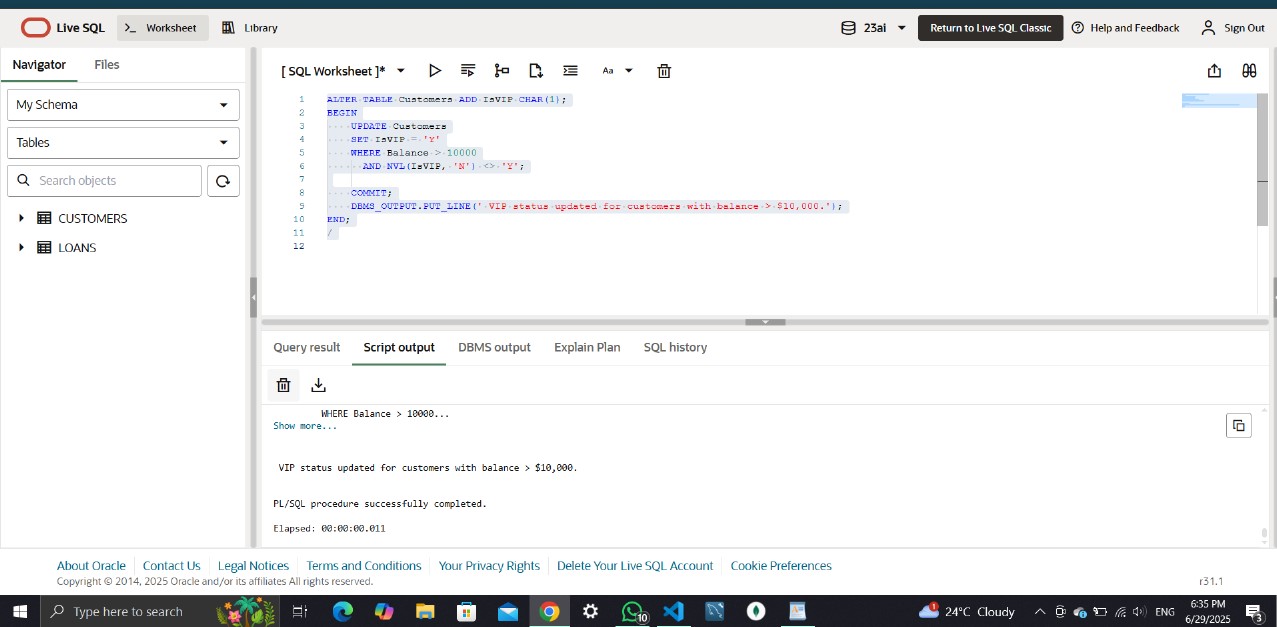 Live SQL
Worksheet
Library
23ai
Return to Live SQL Classic
Help and Feedback
Sign Out
Navigator
Files
My Schema
Tables
Search objects
CUSTOMERS
LOANS
[ SQL Worksheet ]*
Aa
1 ALTER TABLE Customers ADD IsVIP CHAR(1);
2 BEGIN
3 UPDATE Customers
4 SET IsVIP = 'Y'
5 WHERE Balance > 10000
6 AND NVL(IsVIP, 'N') <> 'Y';
7
8 COMMIT;
9 DBMS_OUTPUT.PUT_LINE(' VIP status updated for customers with balance > $10,000.');
10 END;
11 /
12
Query result
Script output
DBMS output
Explain Plan
SQL history
WHERE Balance > 10000...
Show more...
VIP status updated for customers with balance > $10,000.
PL/SQL procedure successfully completed.
Elapsed: 00:00:00.011
About Oracle
Contact Us
Legal Notices
Terms and Conditions
Your Privacy Rights
Delete Your Live SQL Account
Cookie Preferences
Copyright © 2014, 2025 Oracle and/or its affiliates All rights reserved.
r31.1
Type here to search
10
24°C Cloudy
ENG
6:35 PM
6/29/2025
3